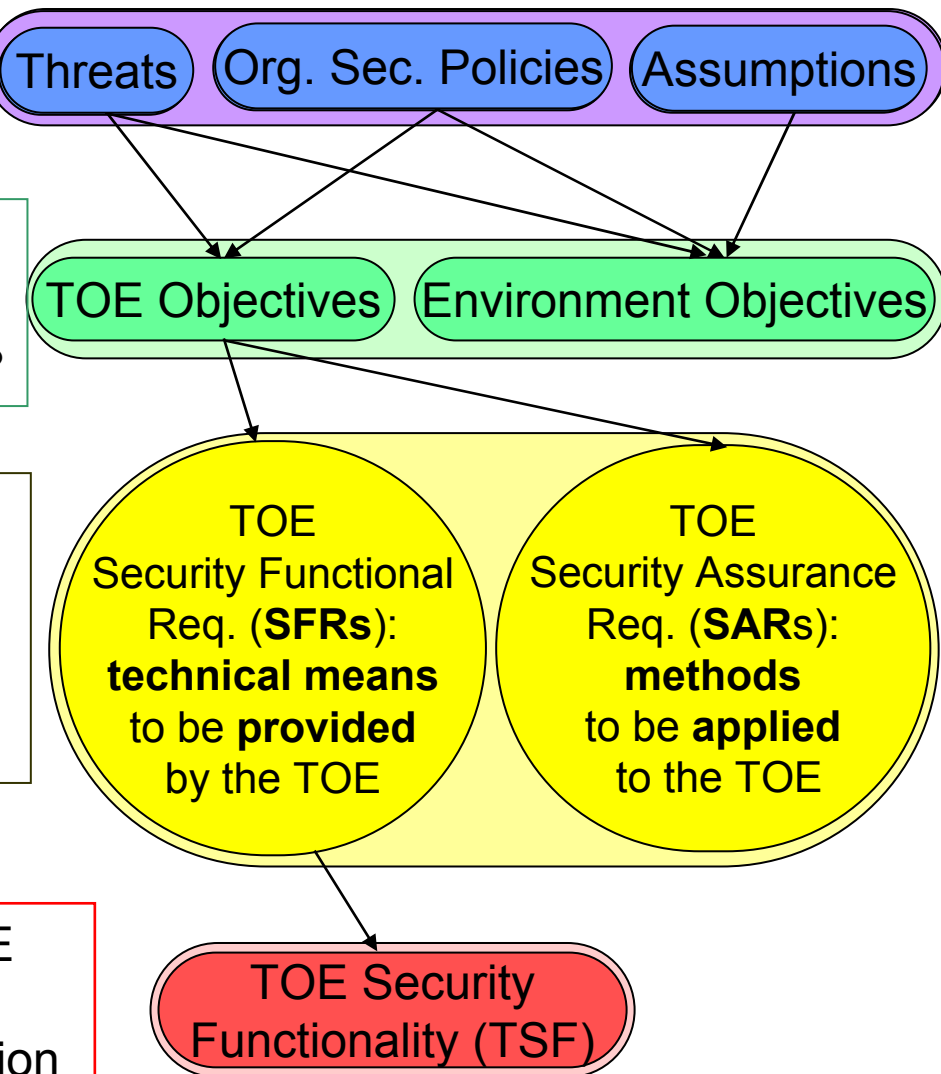 Threats
Org. Sec. Policies
Assumptions
TOE Objectives
Environment Objectives
TOE
Security Functional
Req. (SFRs):
technical means
to be provided
by the TOE
TOE
Security Assurance
Req. (SARs):
methods
to be applied
to the TOE
TOE Security
Functionality (TSF)